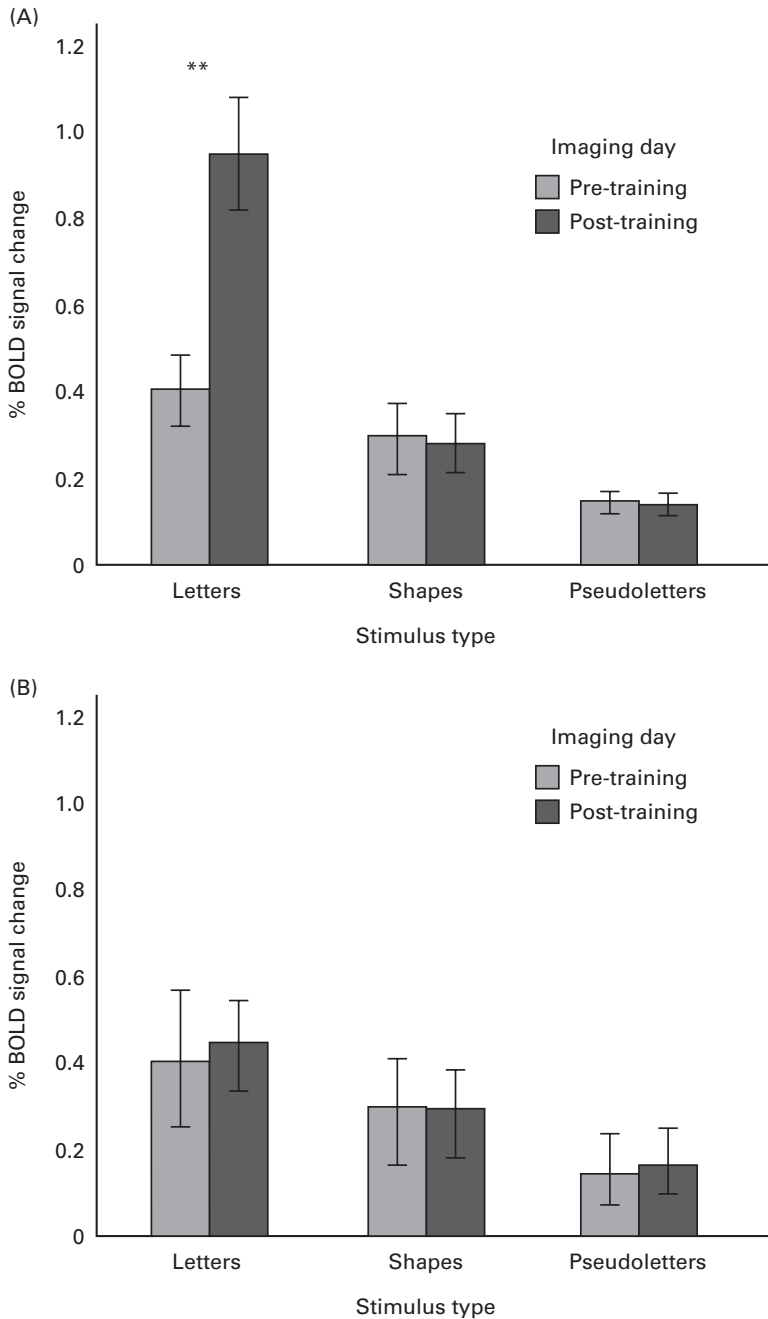 (A)
1.2
**
1.0
Imaging day
Pre-training
0.8
Post-training
0.6
% BOLD signal change
0.4
0.2
0
Letters Shapes Pseudoletters
Stimulus type
(B)
1.2
Imaging day
Pre-training
1.0
Post-training
0.8
0.6
% BOLD signal change
0.4
0.2
0
Letters Shapes Pseudoletters
Stimulus type